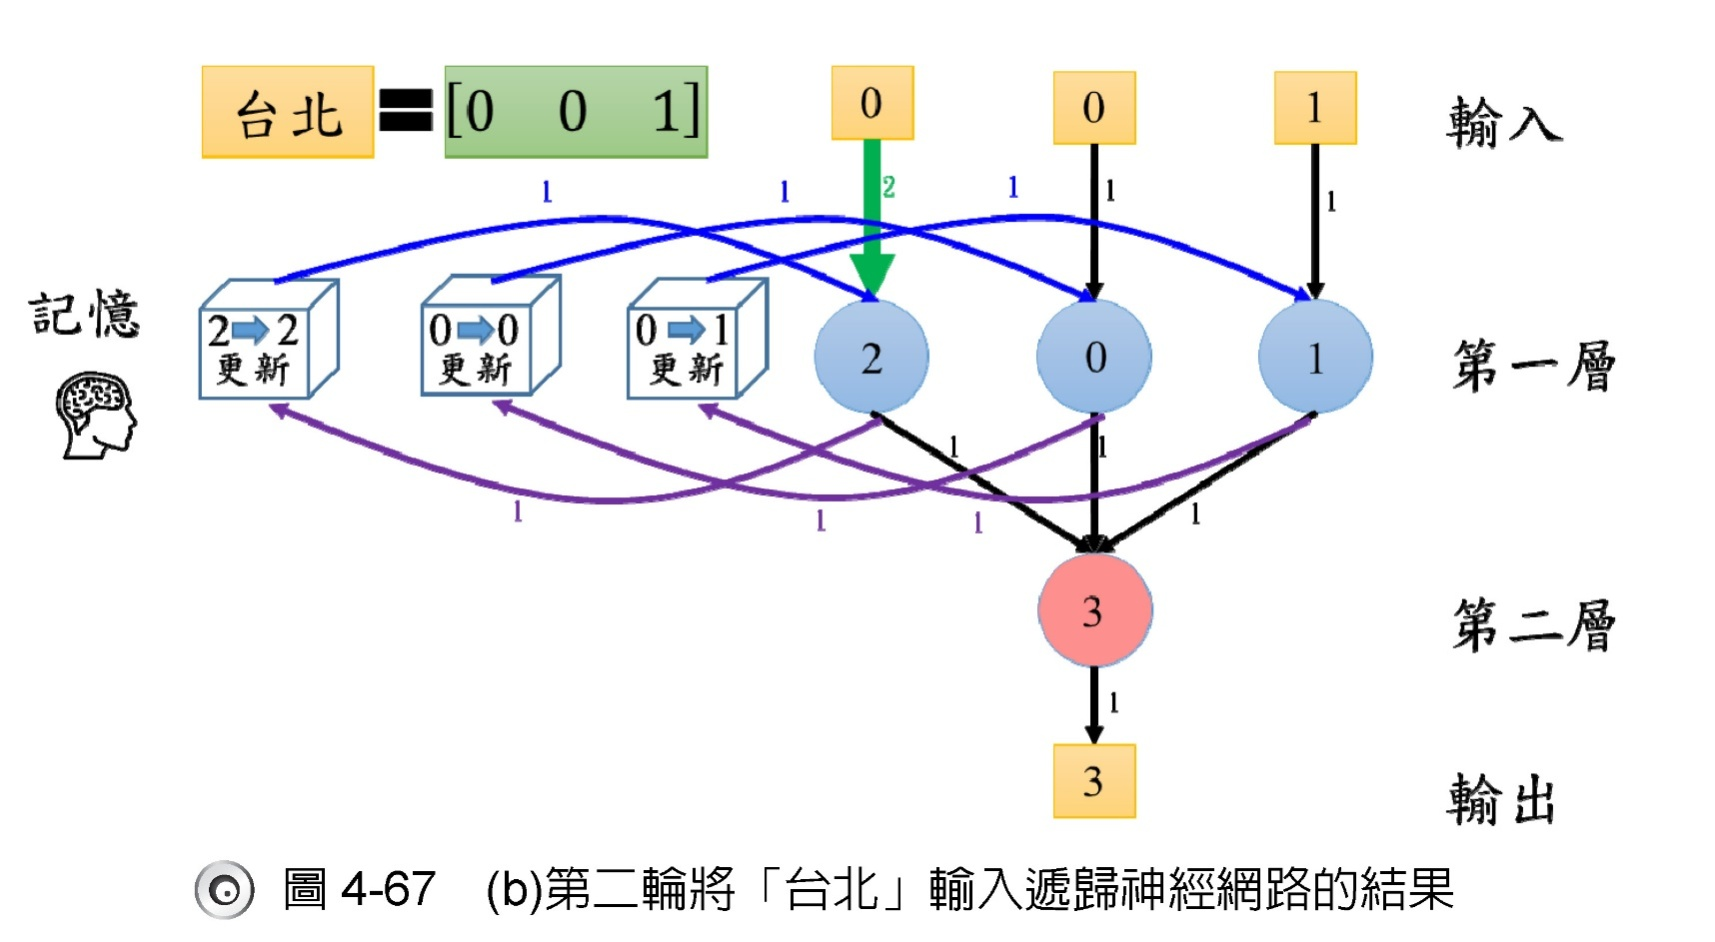 台北 = [0 0 1]
0 0 1 輸入
1 1 2 1 1 1
記憶
2 ➡ 2 更新
0 ➡ 0 更新
0 ➡ 1 更新
2 0 1 第一層
1 1 1
1 1 1
3 第二層
1
3 輸出
圖 4-67 (b)第二輪將「台北」輸入遞歸神經網路的結果